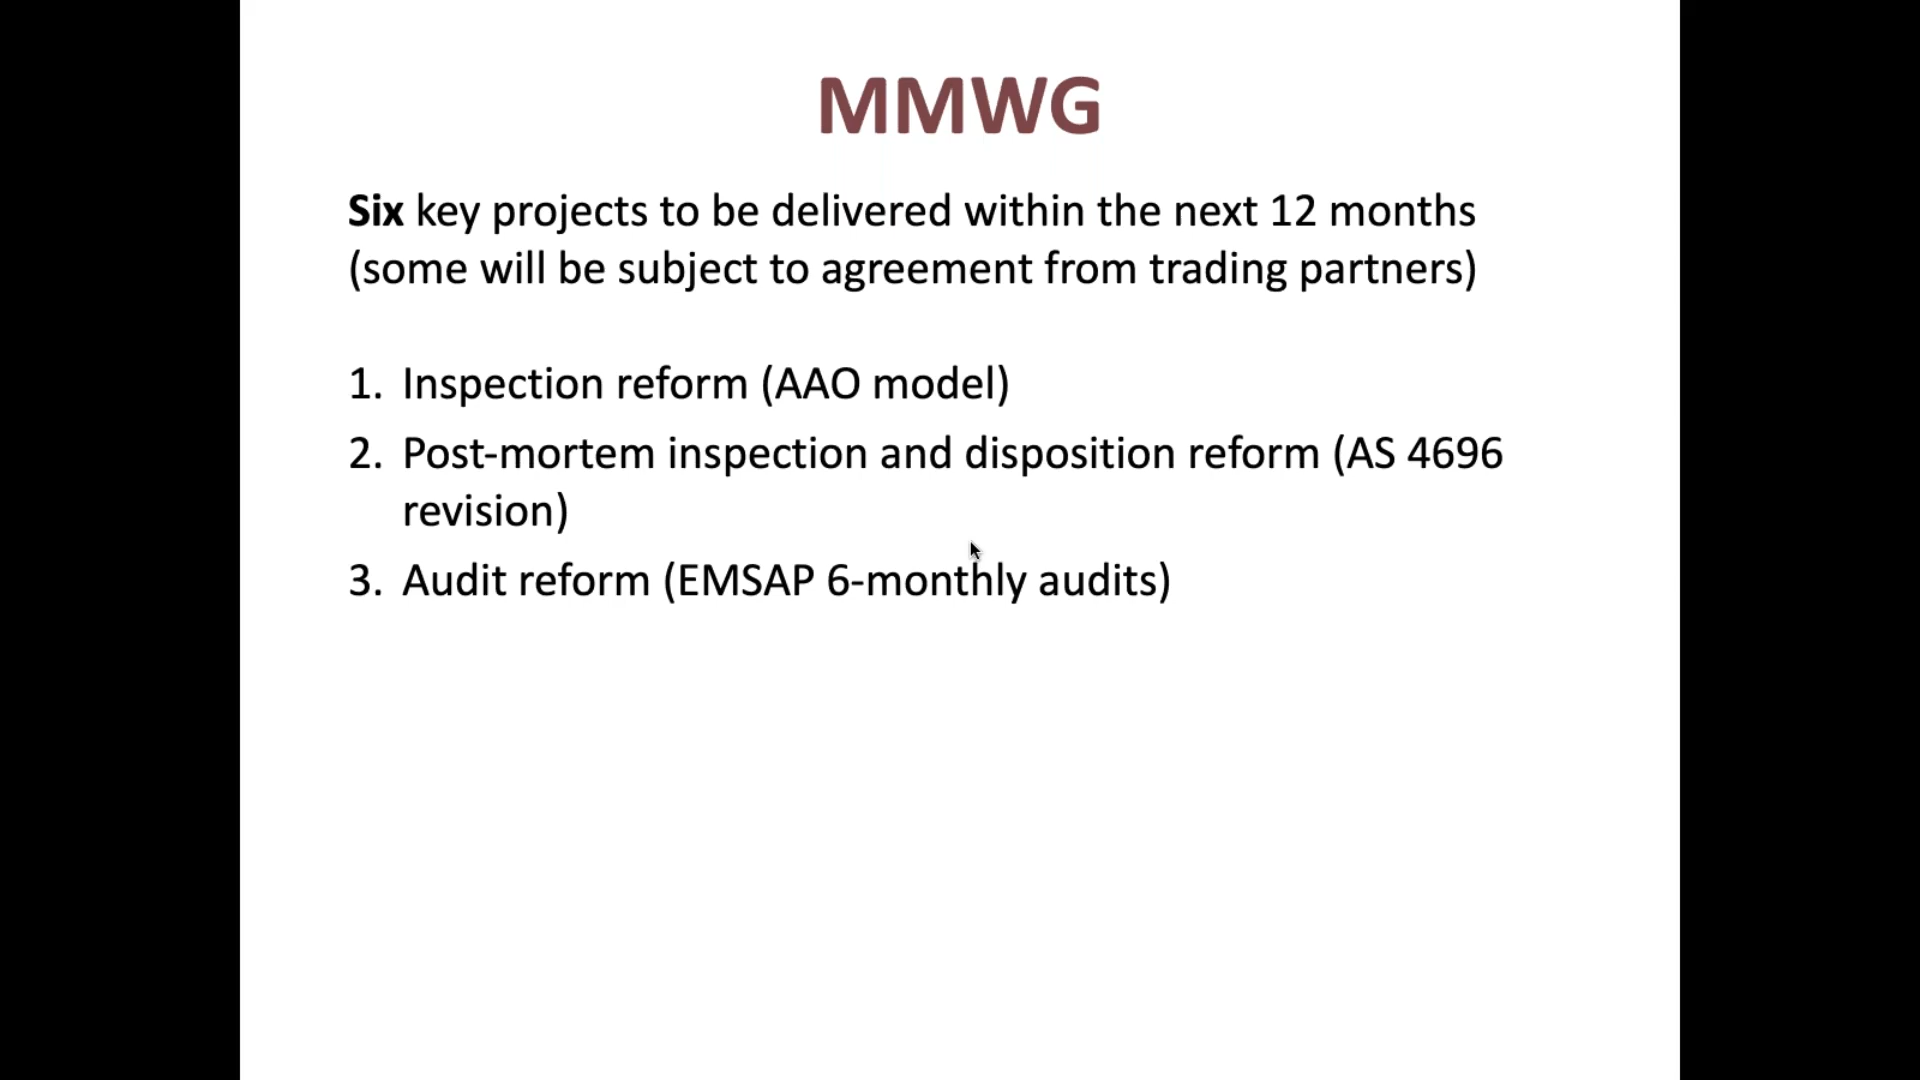 MMWG
Six key projects to be delivered within the next 12 months
(some will be subject to agreement from trading partners)
1. Inspection reform (AAO model)
2. Post-mortem inspection and disposition reform (AS 4696
revision)
3. Audit reform (EMSAP 6-monthly audits)